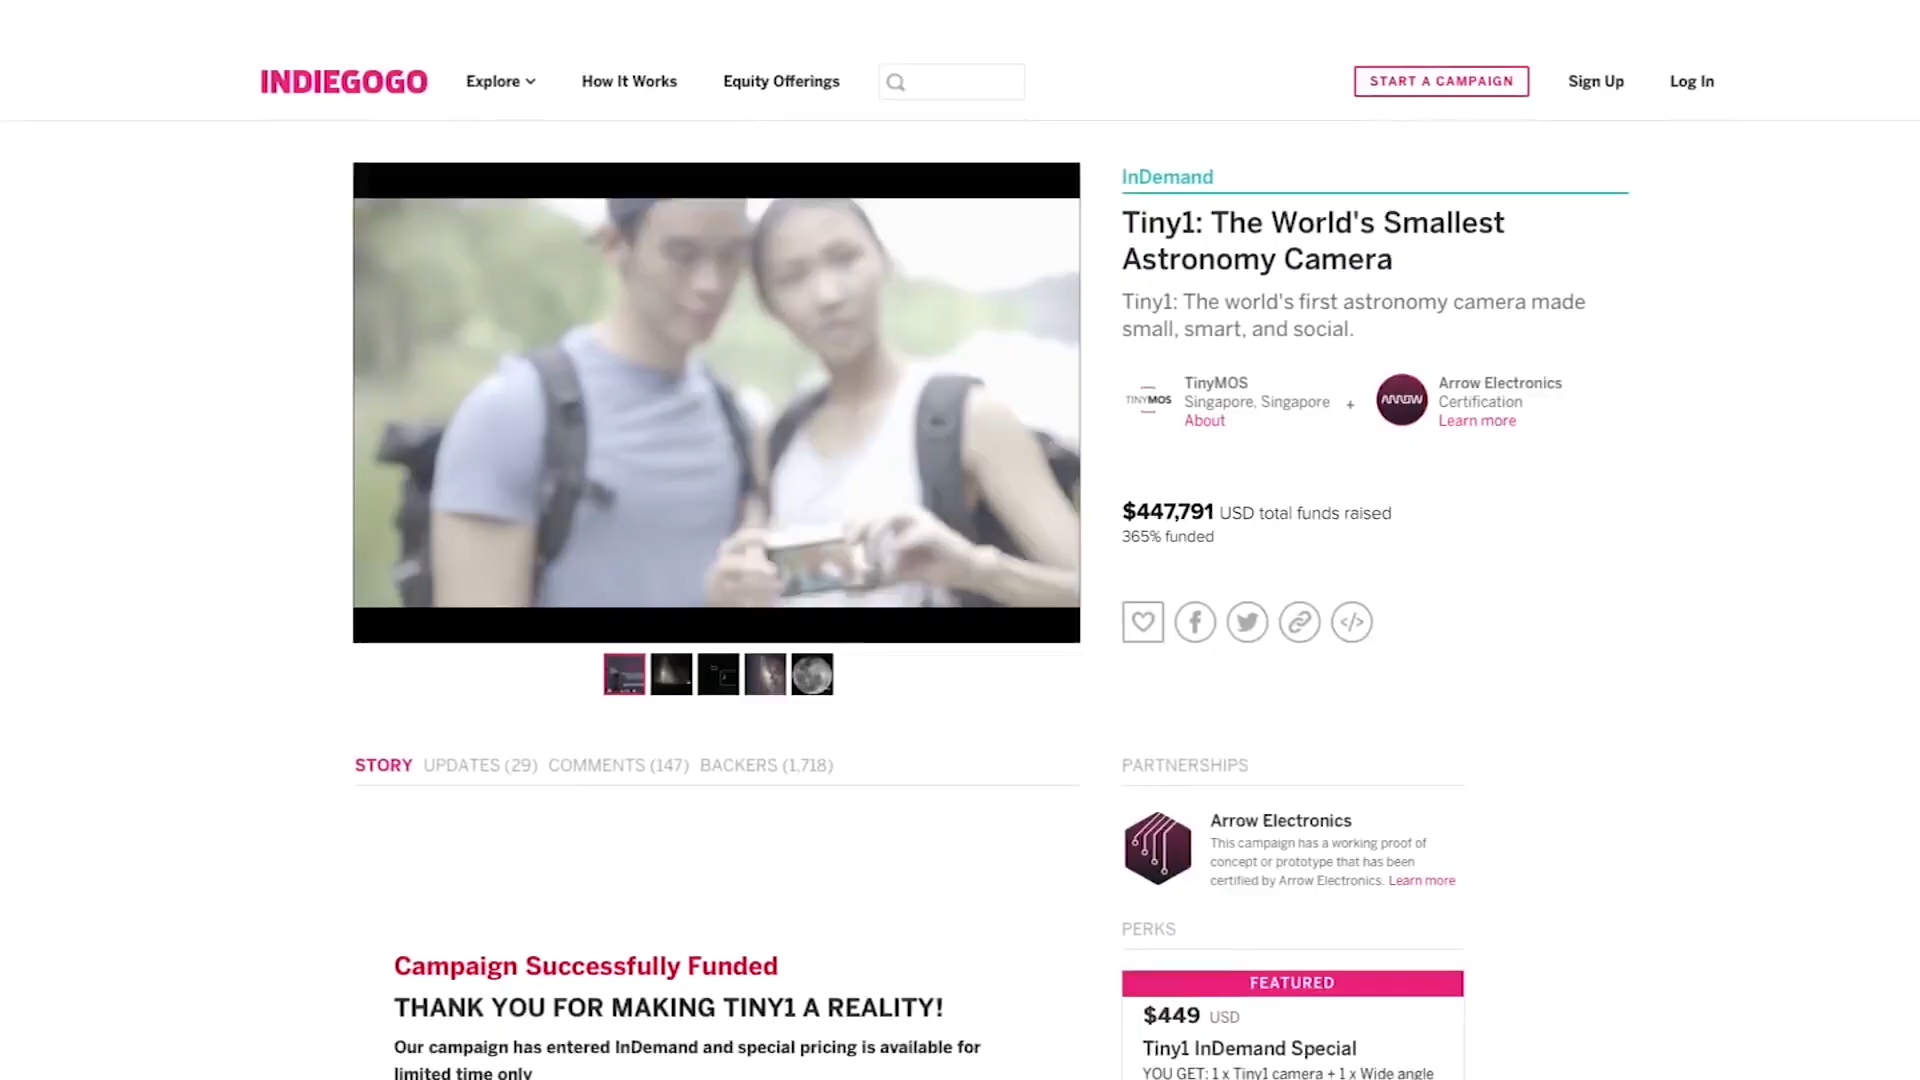 INDIEGOGO
Explore
How It Works
Equity Offerings
START A CAMPAIGN
Sign Up
Log In
InDemand
Tiny1: The World's Smallest
Astronomy Camera
Tiny1: The world's first astronomy camera made
small, smart, and social.
TINYMOS
TinyMOS
Singapore, Singapore
About
+
ARROW
Arrow Electronics
Certification
Learn more
$447,791 USD total funds raised
365% funded
STORY UPDATES (29) COMMENTS (147) BACKERS (1,718)
PARTNERSHIPS
Arrow Electronics
This campaign has a working proof of
concept or prototype that has been
certified by Arrow Electronics. Learn more
Campaign Successfully Funded
THANK YOU FOR MAKING TINY1 A REALITY!
Our campaign has entered InDemand and special pricing is available for
limited time only
PERKS
FEATURED
$449 USD
Tiny1 InDemand Special
YOU GET: 1 x Tiny1 camera + 1 x Wide angle